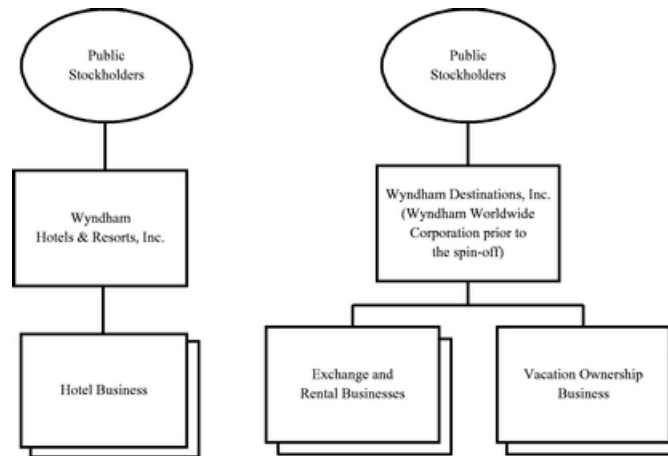 Public
Stockholders
Public
Stockholders
Wyndham
Hotels & Resorts, Inc.
Wyndham Destinations, Inc.
(Wyndham Worldwide
Corporation prior to
the spin-off)
Hotel Business
Exchange and
Rental Businesses
Vacation Ownership
Business